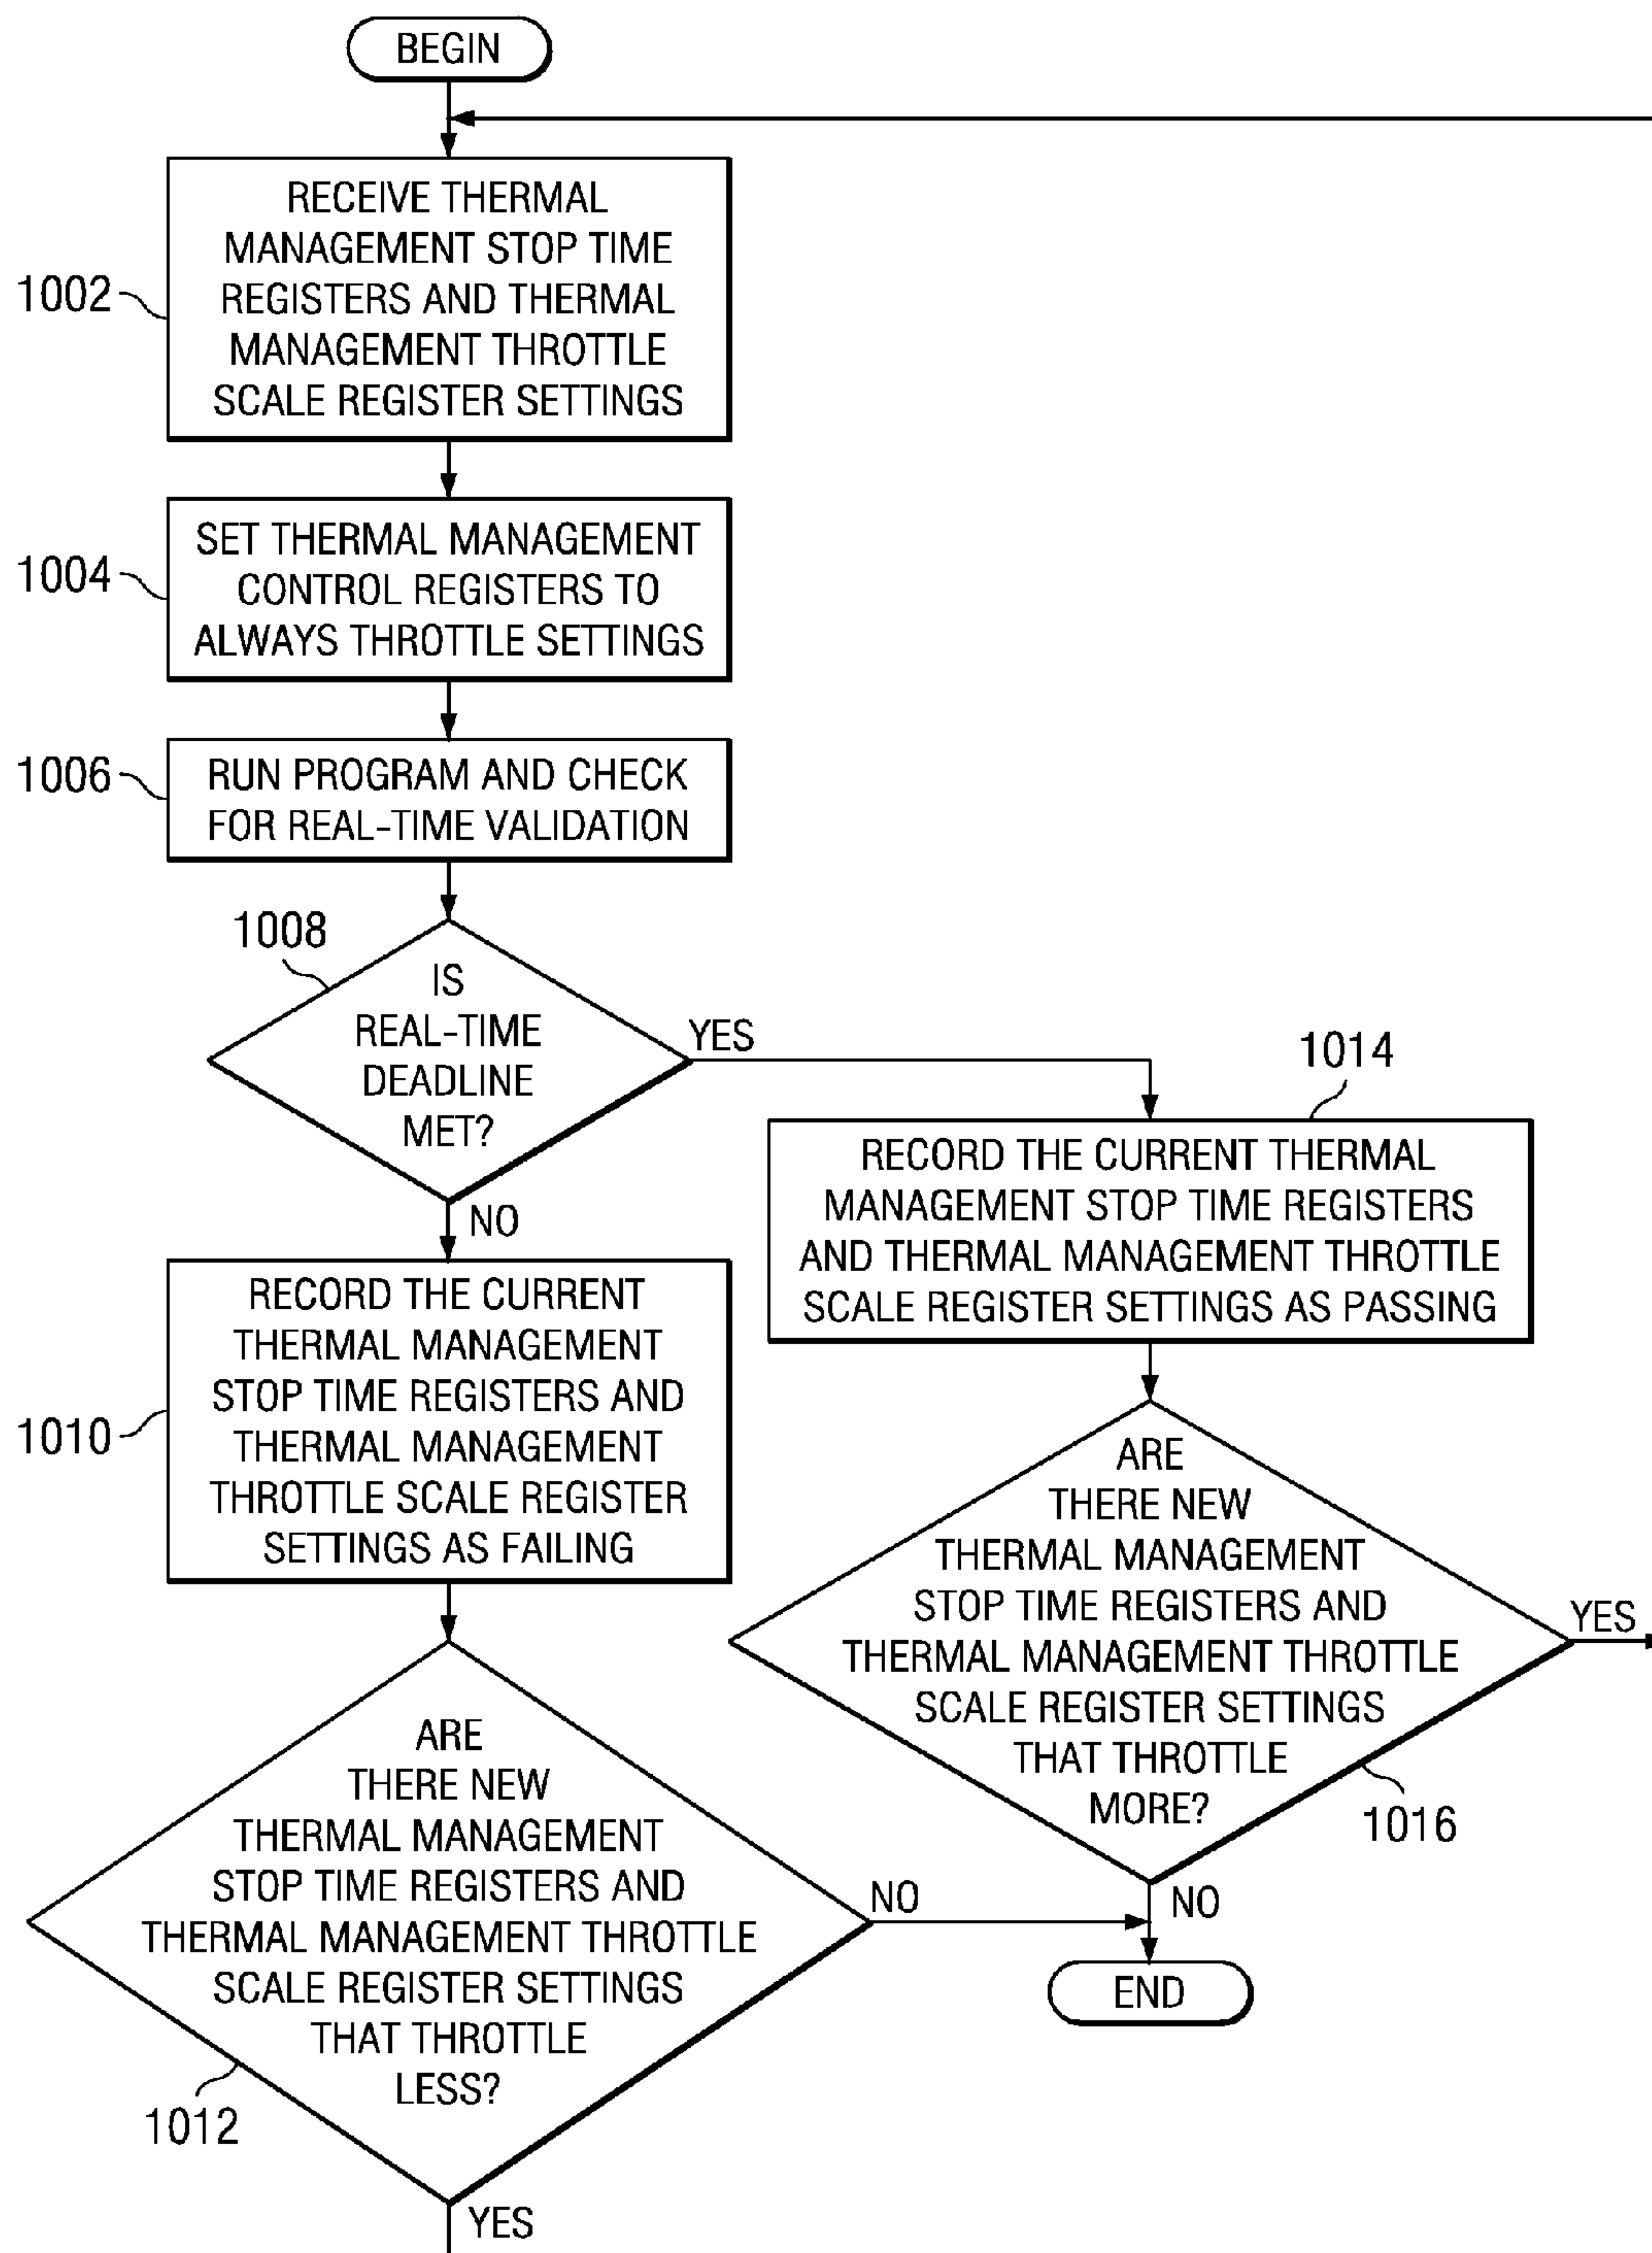 BEGIN
RECEIVE THERMAL
MANAGEMENT STOP TIME
REGISTERS AND THERMAL
MANAGEMENT THROTTLE
SCALE REGISTER SETTINGS
1002
SET THERMAL MANAGEMENT
CONTROL REGISTERS TO
ALWAYS THROTTLE SETTINGS
1004
RUN PROGRAM AND CHECK
FOR REAL-TIME VALIDATION
1006
1008
IS
REAL-TIME
DEADLINE
MET?
YES
NO
1014
RECORD THE CURRENT THERMAL
MANAGEMENT STOP TIME REGISTERS
AND THERMAL MANAGEMENT THROTTLE
SCALE REGISTER SETTINGS AS PASSING
RECORD THE CURRENT
THERMAL MANAGEMENT
STOP TIME REGISTERS AND
THERMAL MANAGEMENT
THROTTLE SCALE REGISTER
SETTINGS AS FAILING
1010
ARE
THERE NEW
THERMAL MANAGEMENT
STOP TIME REGISTERS AND
THERMAL MANAGEMENT THROTTLE
SCALE REGISTER SETTINGS
THAT THROTTLE
MORE?
YES
1016
NO
ARE
THERE NEW
THERMAL MANAGEMENT
STOP TIME REGISTERS AND
THERMAL MANAGEMENT THROTTLE
SCALE REGISTER SETTINGS
THAT THROTTLE
LESS?
NO
1012
YES
END